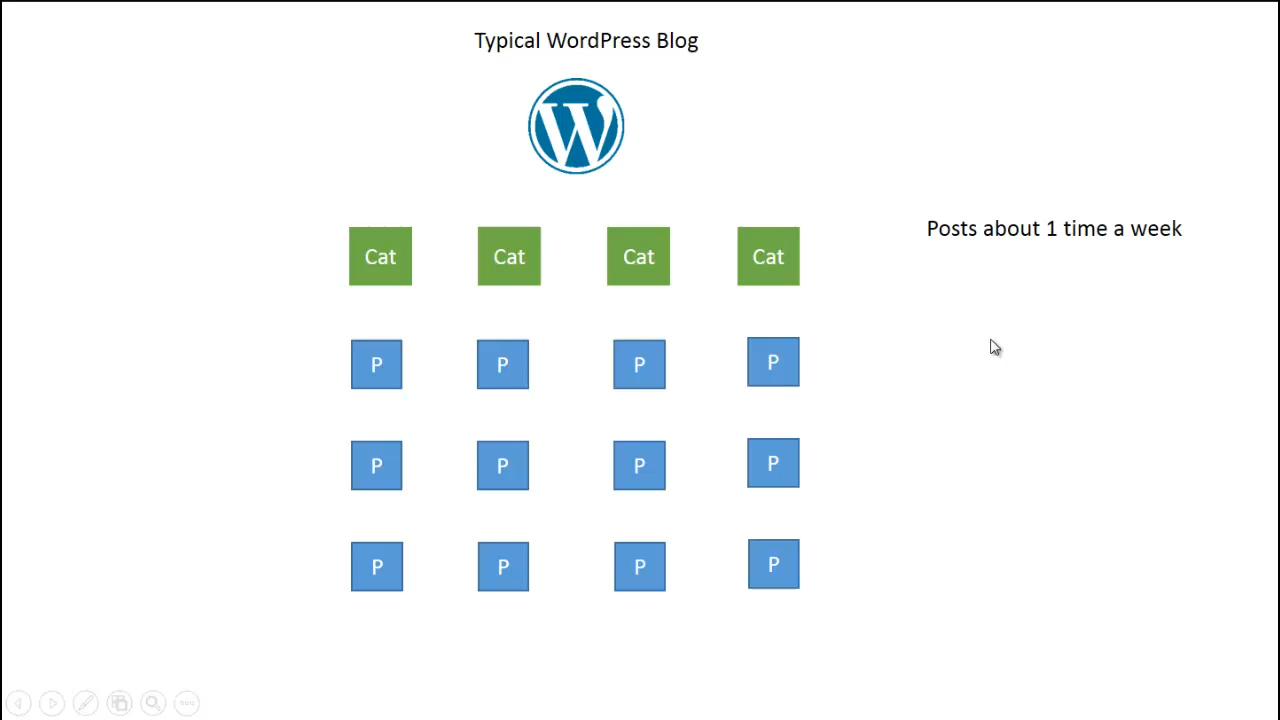 Typical WordPress Blog
W
Posts about 1 time a week
Cat Cat Cat Cat
P P P P
P P P P
P P P P